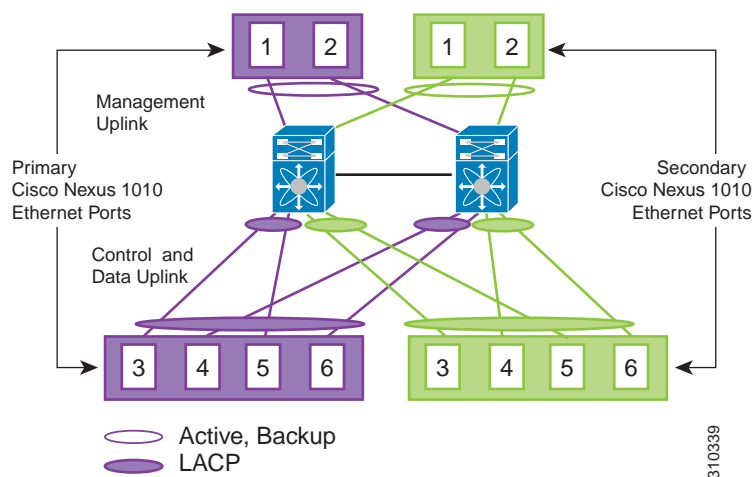 1 2 1 2
Management
Uplink
Primary
Cisco Nexus 1010
Ethernet Ports
Secondary
Cisco Nexus 1010
Ethernet Ports
Control and
Data Uplink
3 4 5 6 3 4 5 6
Active, Backup
LACP
310339